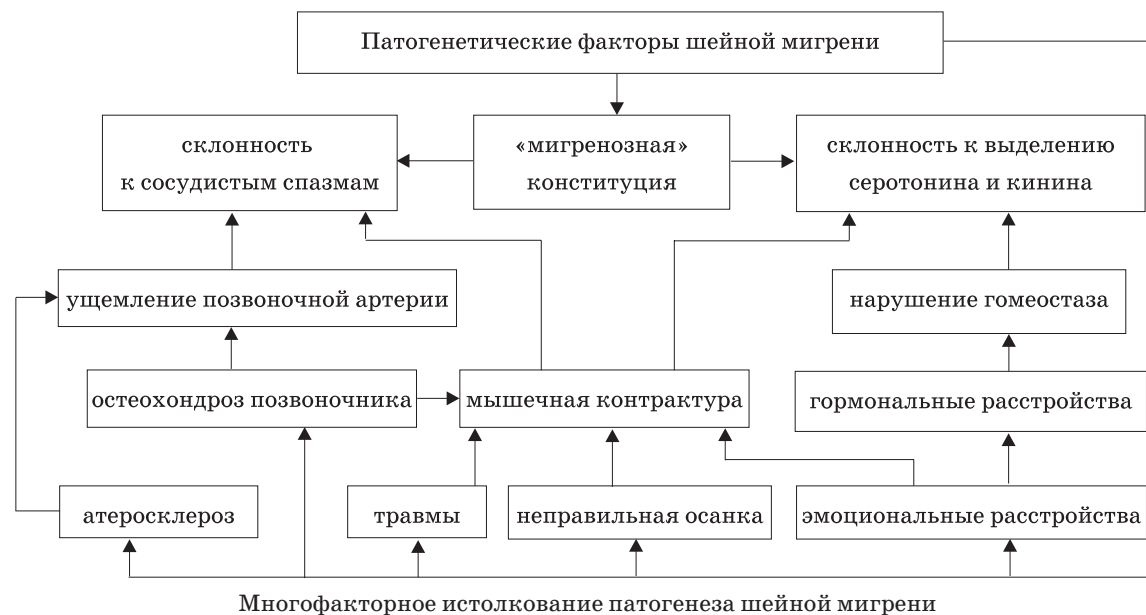 Патогенетические факторы шейной мигрени
склонность
к сосудистым спазмам
«мигренозная»
конституция
склонность к выделению
серотонина и кинина
ущемление позвоночной артерии
нарушение гомеостаза
остеохондроз позвоночника
мышечная контрактура
гормональные расстройства
атеросклероз
травмы
неправильная осанка
эмоциональные расстройства
Многофакторное истолкование патогенеза шейной мигрени